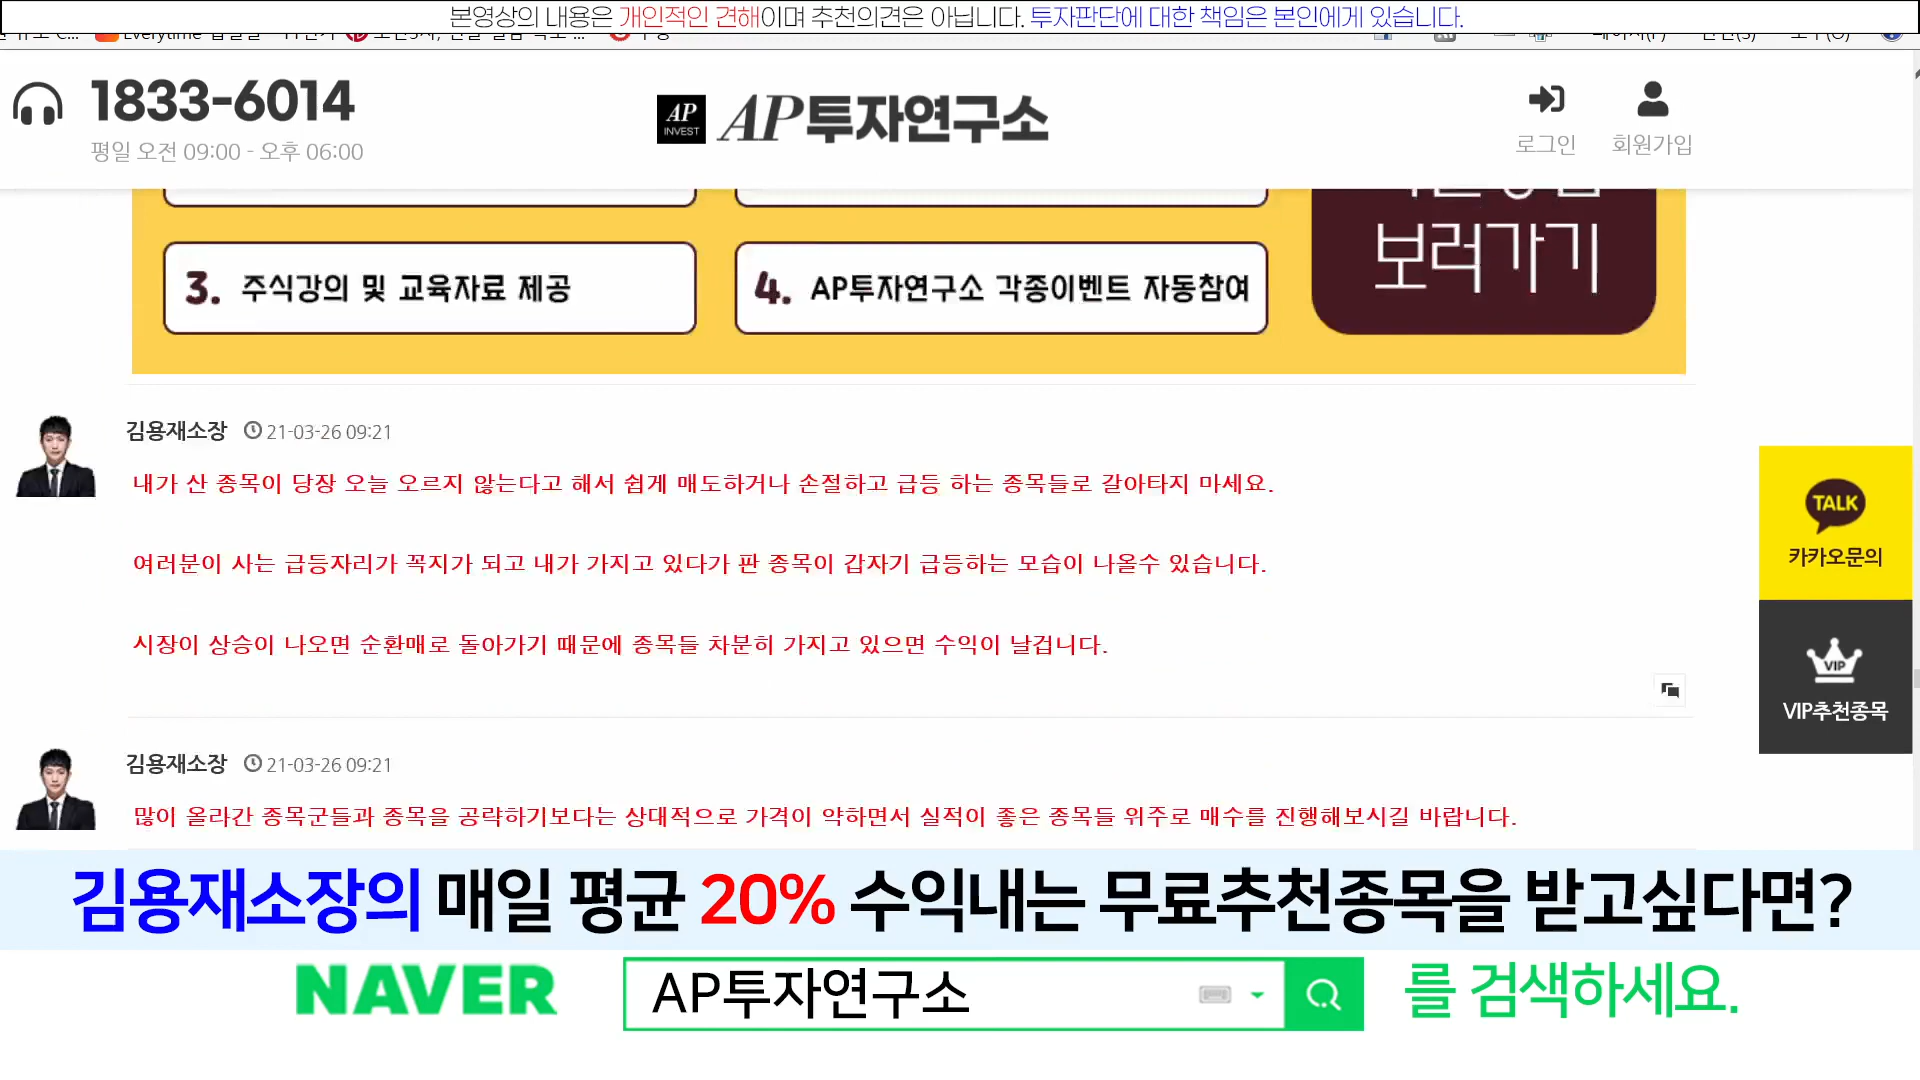 본영상의 내용은 개인적인 견해이며 추천의견은 아닙니다. 투자판단에 대한 책임은 본인에게 있습니다.
1833-6014
평일 오전 09:00 - 오후 06:00
AP
INVEST
AP투자연구소
로그인
회원가입
보러가기
3. 주식강의 및 교육자료 제공
4. AP투자연구소 각종이벤트 자동참여
김용재소장 21-03-26 09:21
내가 산 종목이 당장 오늘 오르지 않는다고 해서 쉽게 매도하거나 손절하고 급등 하는 종목들로 갈아타지 마세요.
여러분이 사는 급등자리가 꼭지가 되고 내가 가지고 있다가 판 종목이 갑자기 급등하는 모습이 나올수 있습니다.
시장이 상승이 나오면 순환매로 돌아가기 때문에 종목들 차분히 가지고 있으면 수익이 날겁니다.
TALK
카카오문의
VIP
VIP추천종목
김용재소장 21-03-26 09:21
많이 올라간 종목군들과 종목을 공략하기보다는 상대적으로 가격이 약하면서 실적이 좋은 종목들 위주로 매수를 진행해보시길 바랍니다.
김용재소장의 매일 평균 20% 수익내는 무료추천종목을 받고싶다면?
NAVER AP투자연구소 를 검색하세요.